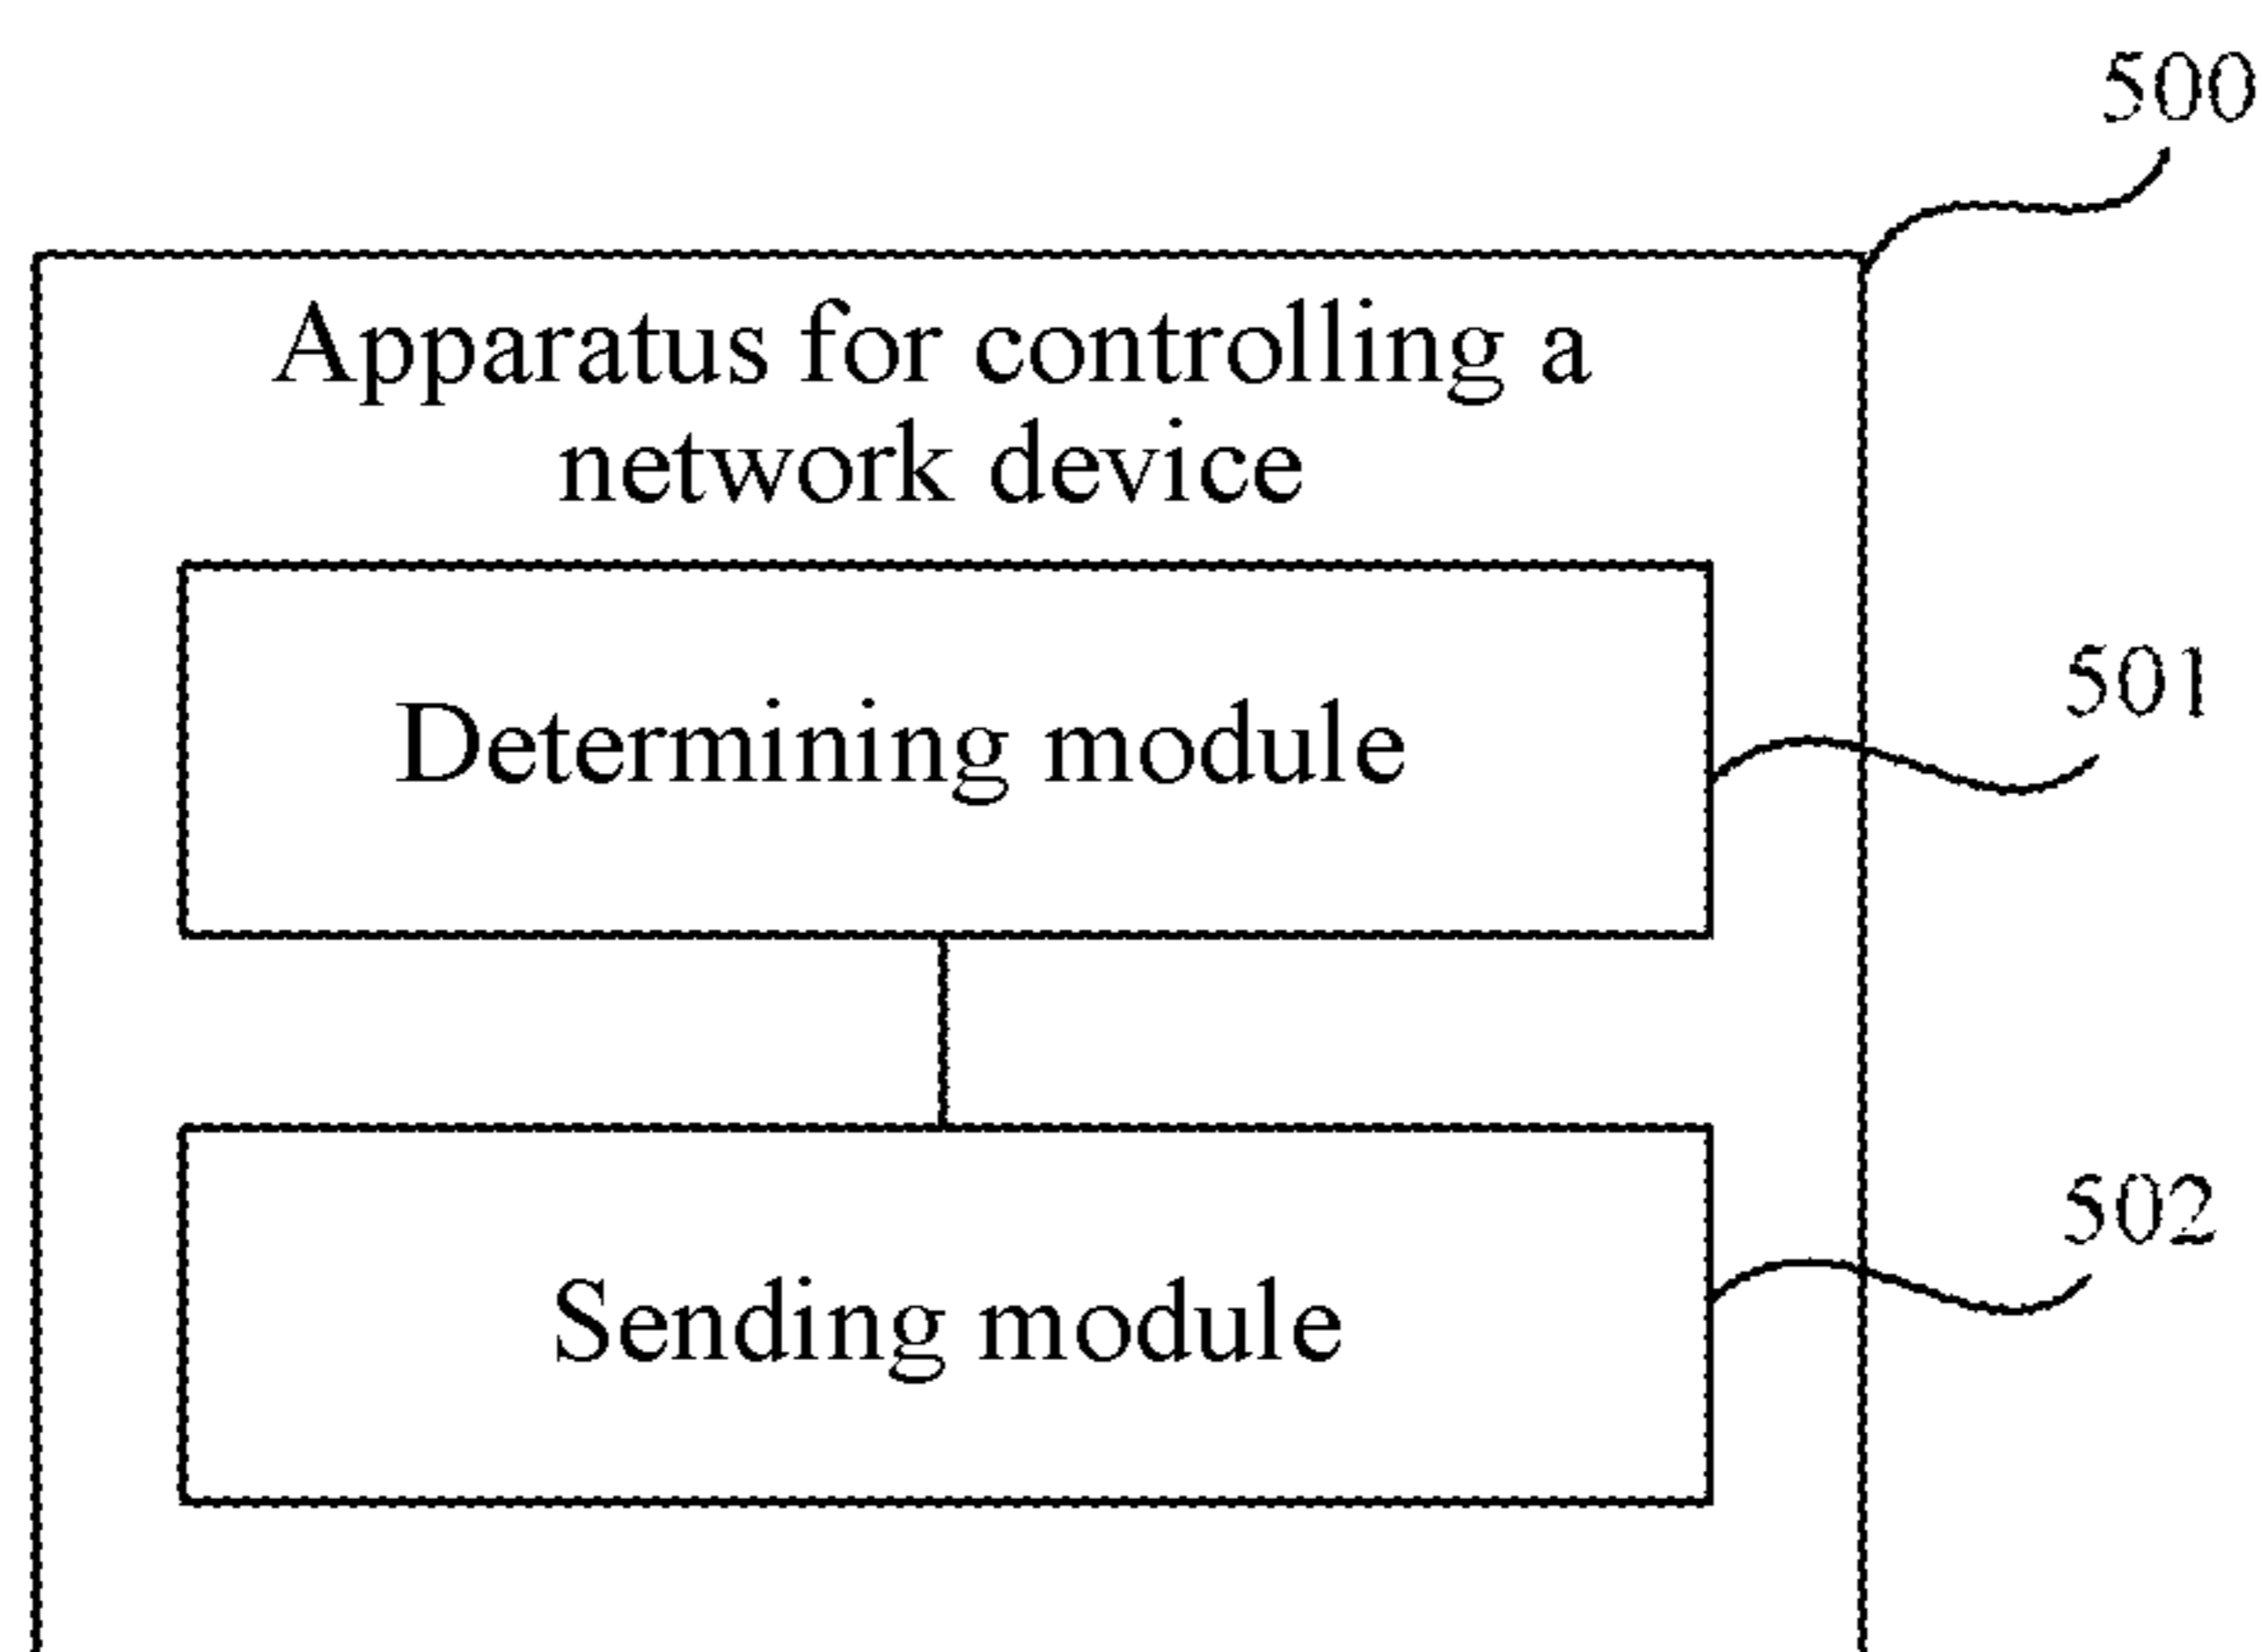 500
Apparatus for controlling a
network device
Determining module
501
Sending module
502